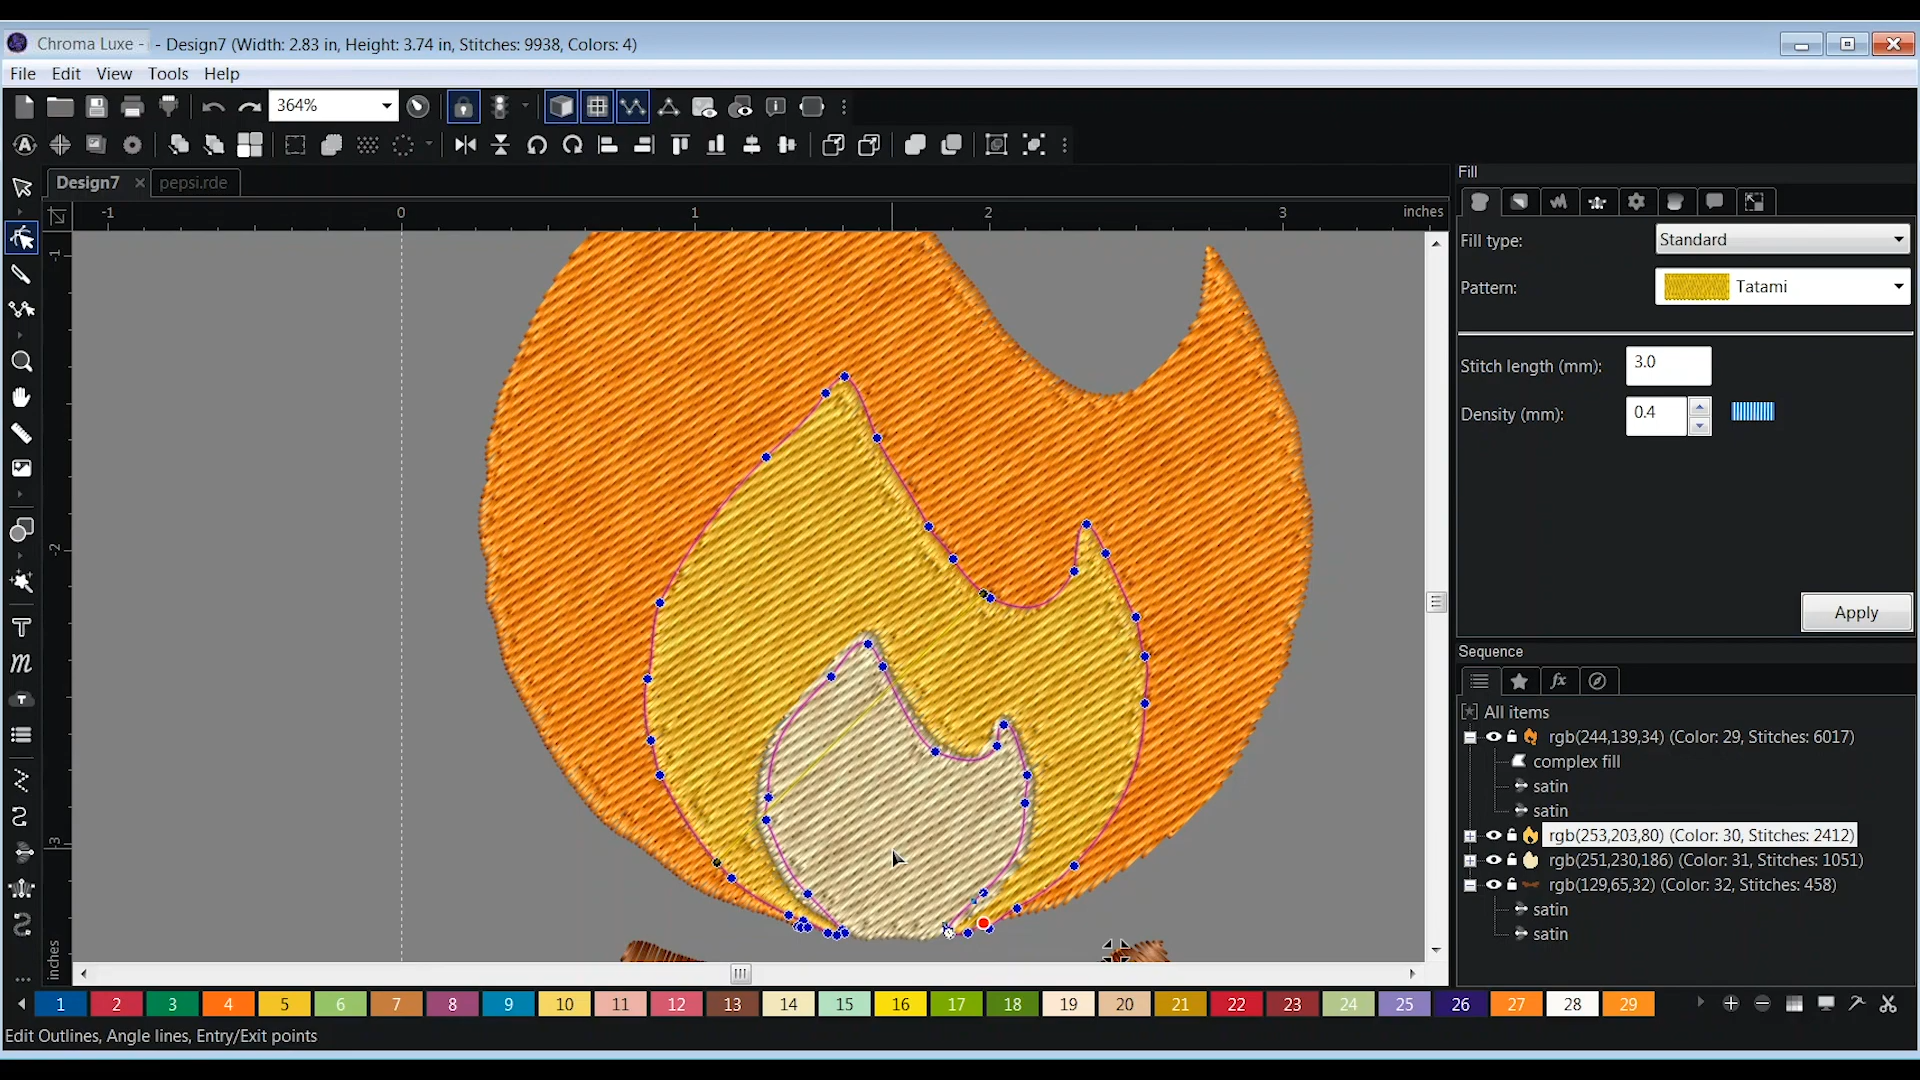 Chroma Luxe - - Design7 (Width: 2.83 in, Height: 3.74 in, Stitches: 9938, Colors: 4)
File Edit View Tools Help
364%
Design7 pepsi.rde
-1 0 1 2 3 inches
-1
-2
3
inches
Fill
Fill type: Standard
Pattern: Tatami
Stitch length (mm): 3.0
Density (mm): 0.4
Apply
Sequence
fx
All items
rgb(244,139,34) (Color: 29, Stitches: 6017)
complex fill
satin
satin
rgb(253,203,80) (Color: 30, Stitches: 2412)
rgb(251,230,186) (Color: 31, Stitches: 1051)
rgb(129,65,32) (Color: 32, Stitches: 458)
satin
satin
1 2 3 4 5 6 7 8 9 10 11 12 13 14 15 16 17 18 19 20 21 22 23 24 25 26 27 28 29
Edit Outlines, Angle lines, Entry/Exit points